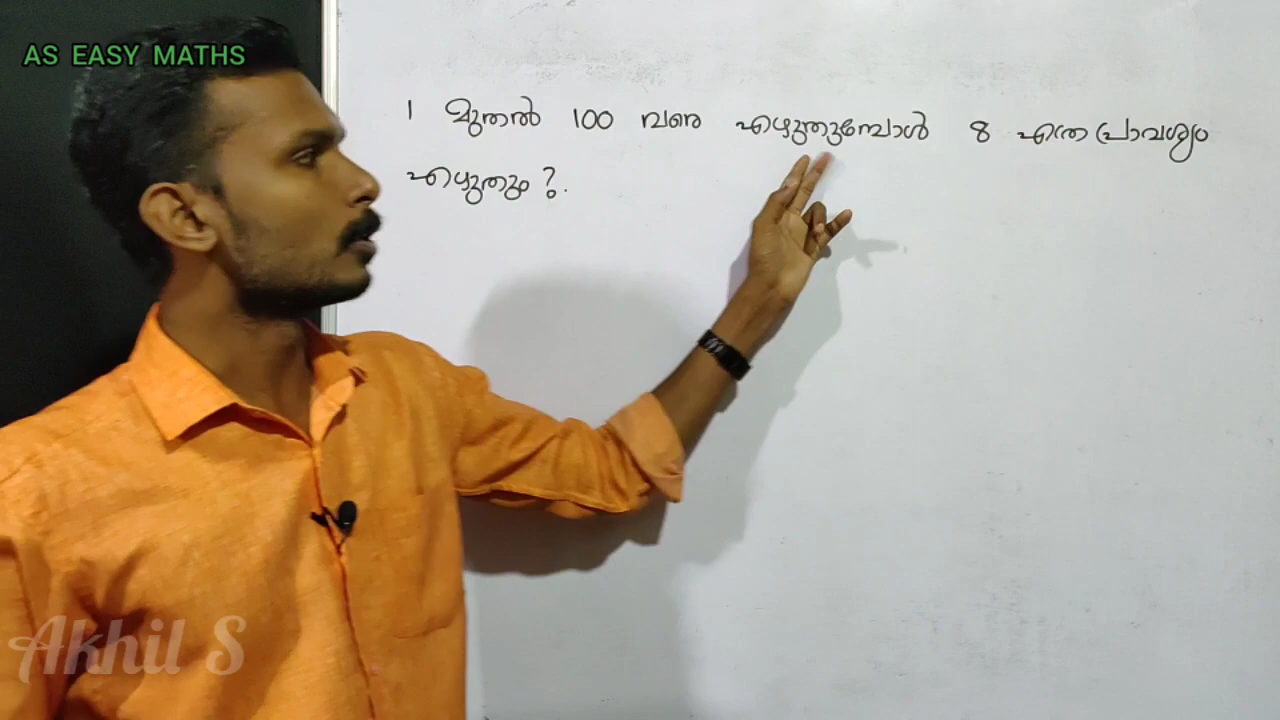 AS EASY MATHS
1 മുതൽ 100 വരെ എഴുതുമ്പോൾ 8 എത്ര പ്രാവശ്യം
എഴുതും ?.
Akhil S